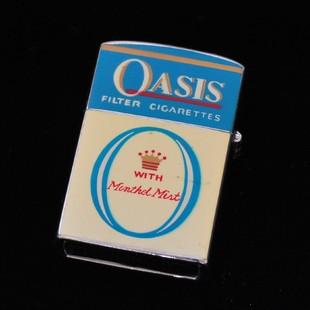 OASIS
FILTER CIGARETTES
WITH
Menthol Mist